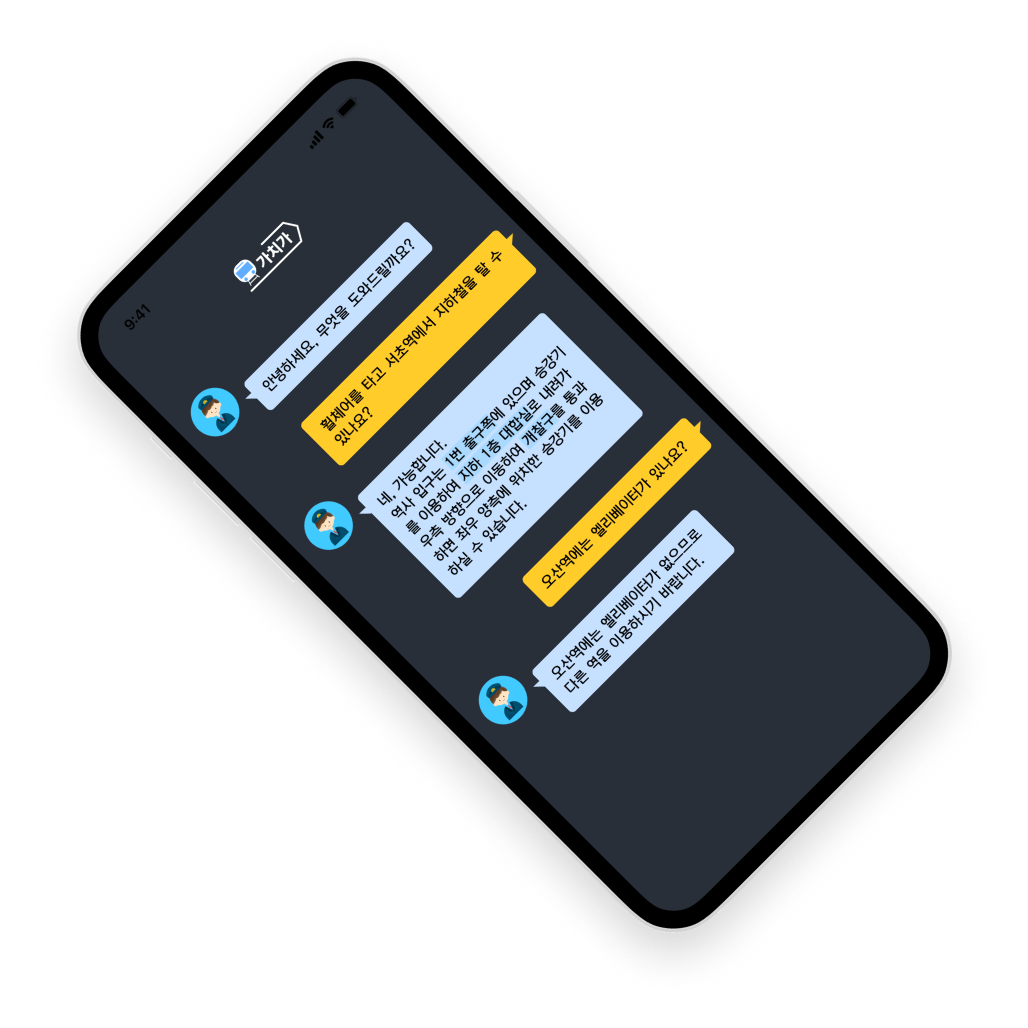 9:41
가치가
안녕하세요, 무엇을 도와드릴까요?
휠체어를 타고 서초역에서 지하철을 탈 수
있나요?
네, 가능합니다.
역사 입구는 1번 출구쪽에 있으며 승강기
를 이용하여 지하 1층 대합실로 내려가
우측 방향으로 이동하여 개찰구를 통과
하면 좌우 양측에 위치한 승강기를 이용
하실 수 있습니다.
오산역에는 엘리베이터가 있나요?
오산역에는 엘리베이터가 없으므로
다른 역을 이용하시기 바랍니다.